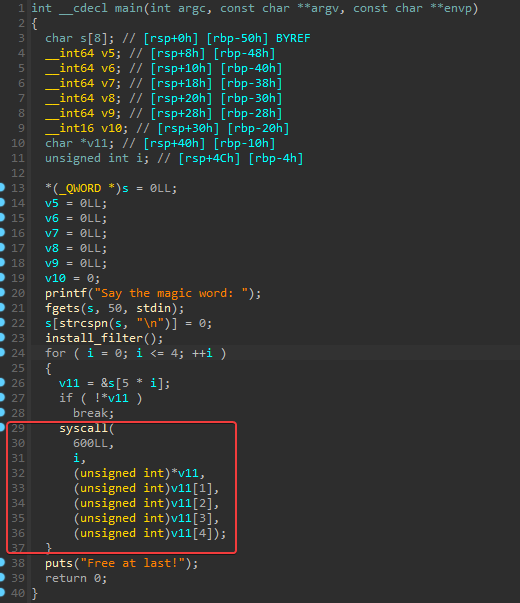 1 int __cdecl main(int argc, const char **argv, const char **envp)
2 {
3 char s[8]; // [rsp+0h] [rbp-50h] BYREF
4 __int64 v5; // [rsp+8h] [rbp-48h]
5 __int64 v6; // [rsp+10h] [rbp-40h]
6 __int64 v7; // [rsp+18h] [rbp-38h]
7 __int64 v8; // [rsp+20h] [rbp-30h]
8 __int64 v9; // [rsp+28h] [rbp-28h]
9 __int16 v10; // [rsp+30h] [rbp-20h]
10 char *v11; // [rsp+40h] [rbp-10h]
11 unsigned int i; // [rsp+4Ch] [rbp-4h]
12
13 *(_QWORD *)s = 0LL;
14 v5 = 0LL;
15 v6 = 0LL;
16 v7 = 0LL;
17 v8 = 0LL;
18 v9 = 0LL;
19 v10 = 0;
20 printf("Say the magic word: ");
21 fgets(s, 50, stdin);
22 s[strcspn(s, "\n")] = 0;
23 install_filter();
24 for ( i = 0; i <= 4; ++i )
25 {
26 v11 = &s[5 * i];
27 if ( !*v11 )
28 break;
29 syscall(
30 600LL,
31 i,
32 (unsigned int)*v11,
33 (unsigned int)v11[1],
34 (unsigned int)v11[2],
35 (unsigned int)v11[3],
36 (unsigned int)v11[4]);
37 }
38 puts("Free at last!");
39 return 0;
40 }